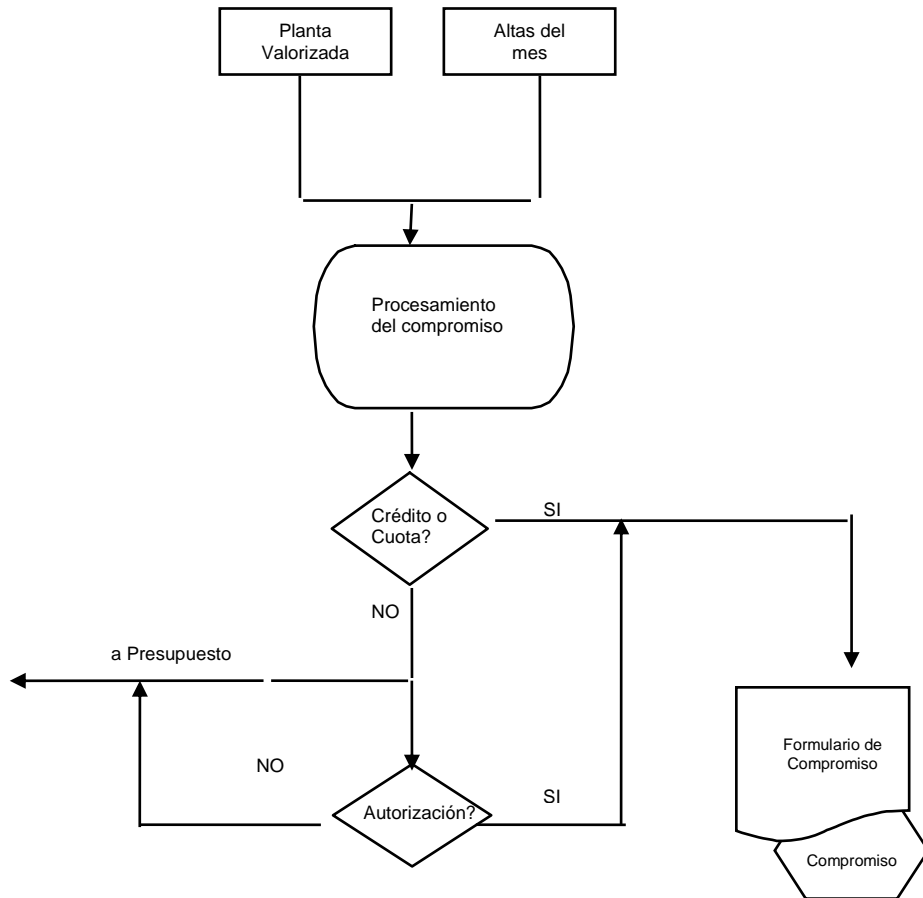 Planta
Valorizada
Altas del
mes
Procesamiento
del compromiso
Crédito o
Cuota?
SI
NO
a Presupuesto
NO
Autorización?
SI
Formulario de
Compromiso
Compromiso